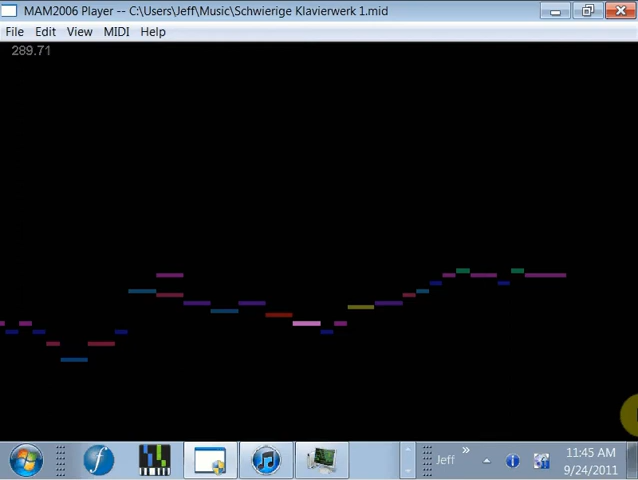 MAM2006 Player -- C:\Users\Jeff\Music\Schwierige Klavierwerk 1.mid
File Edit View MIDI Help
289.71
Jeff » 11:45 AM
9/24/2011